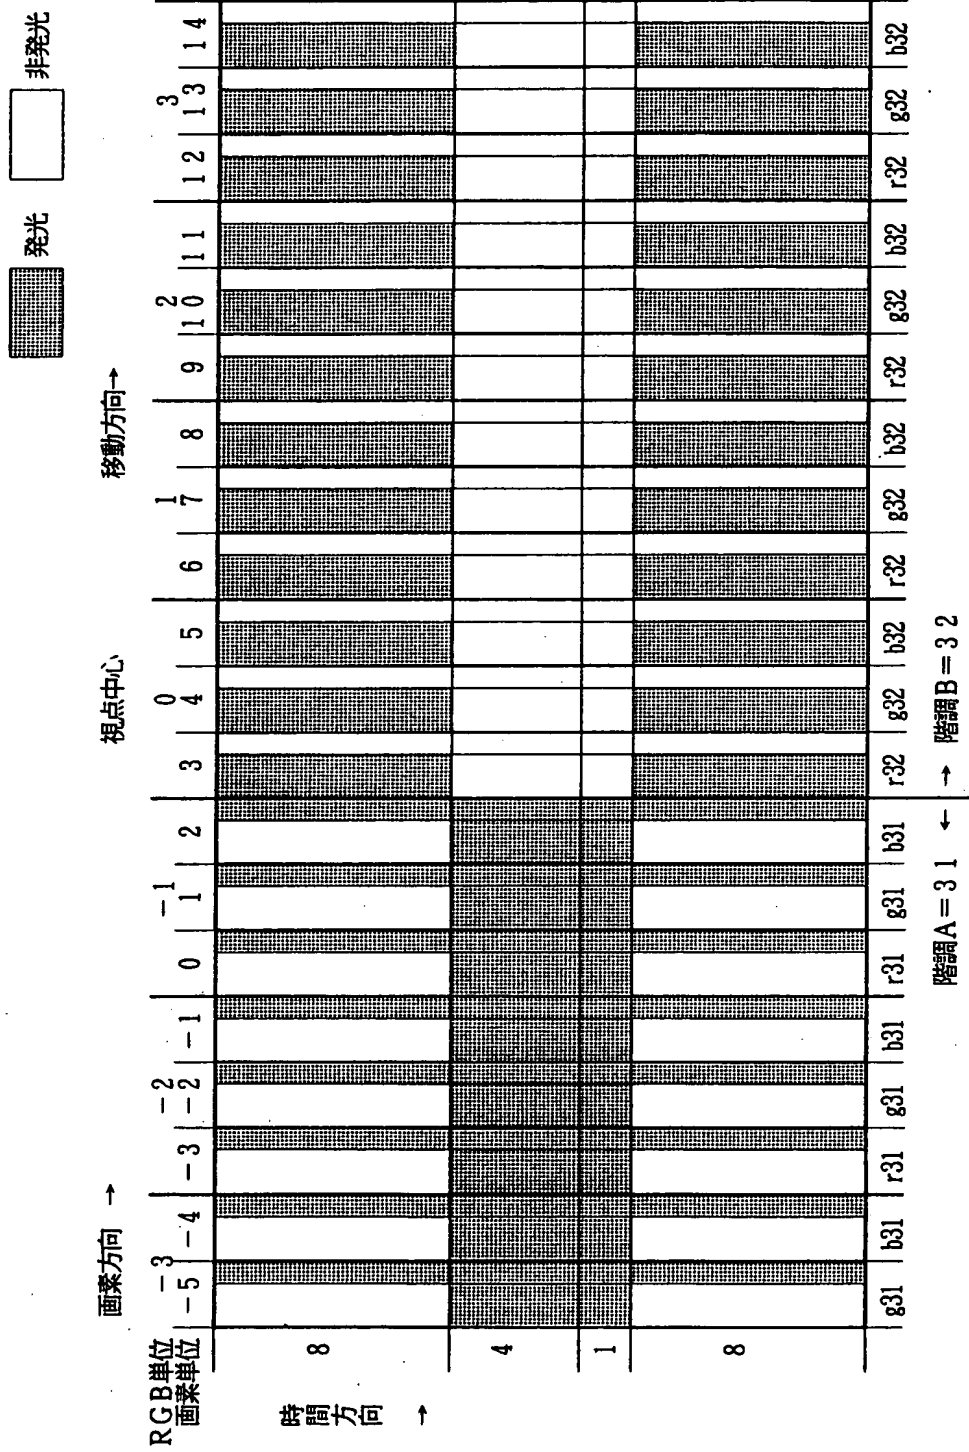 発光
非発光
画素方向 →
視点中心
移動方向→
RGB単位
-3 -2 -1 0 1 2 3
画素単位
-5 -4 -3 -2 -1 0 1 2 3 4 5 6 7 8 9 10 11 12 13 14
時間方向 →
8
4
1
8
g31 b31 r31 g31 b31 r31 g31 b31 r32 g32 b32 r32 g32 b32 r32 g32 b32 r32 g32 b32
階調A=31 ← → 階調B=32